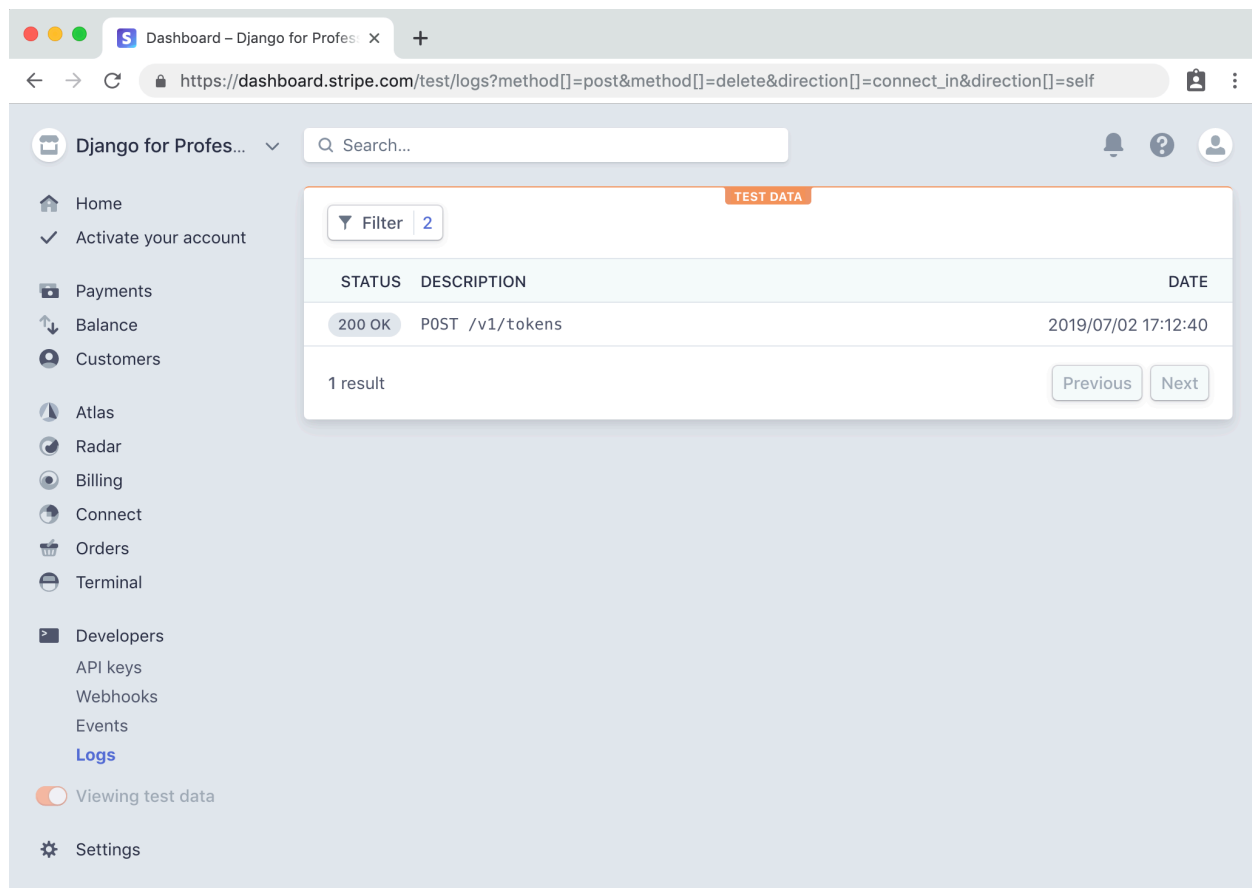 Dashboard – Django for Profes
https://dashboard.stripe.com/test/logs?method[]=post&method[]=delete&direction[]=connect_in&direction[]=self
Django for Profes...
Search...
Home
Activate your account
Payments
Balance
Customers
Atlas
Radar
Billing
Connect
Orders
Terminal
Developers
API keys
Webhooks
Events
Logs
Viewing test data
Settings
TEST DATA
Filter 2
STATUS DESCRIPTION DATE
200 OK POST /v1/tokens 2019/07/02 17:12:40
1 result Previous Next